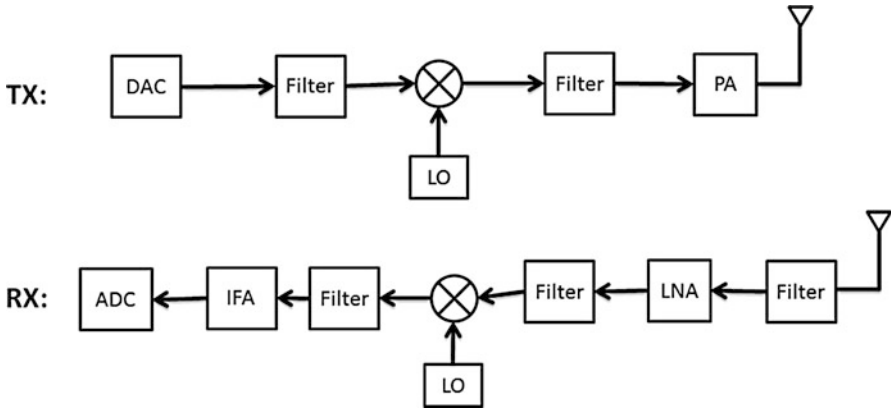 TX:
DAC
Filter
Filter
PA
LO
RX:
ADC
IFA
Filter
Filter
LNA
Filter
LO